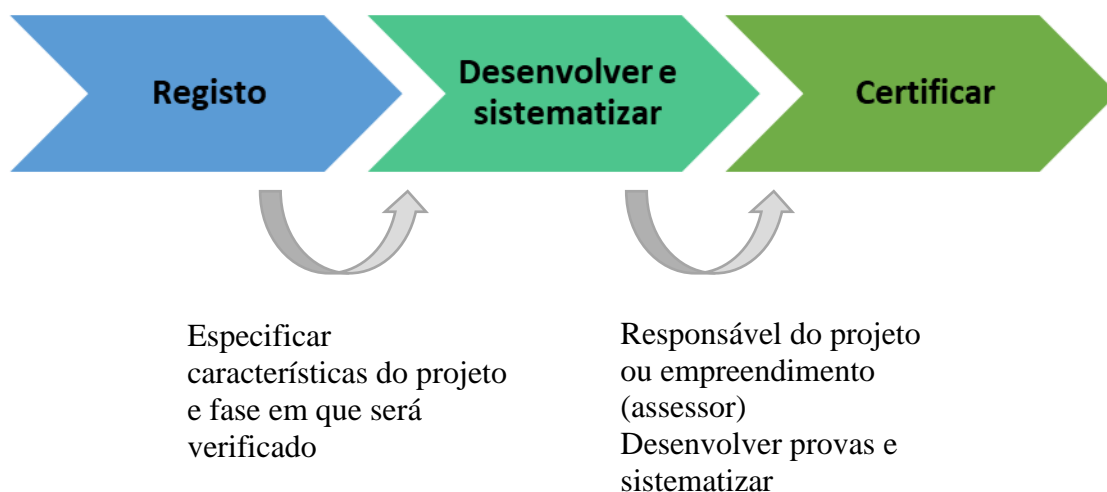 Registo
Desenvolver e
sistematizar
Certificar
Especificar
características do projeto
e fase em que será
verificado
Responsável do projeto
ou empreendimento
(assessor)
Desenvolver provas e
sistematizar